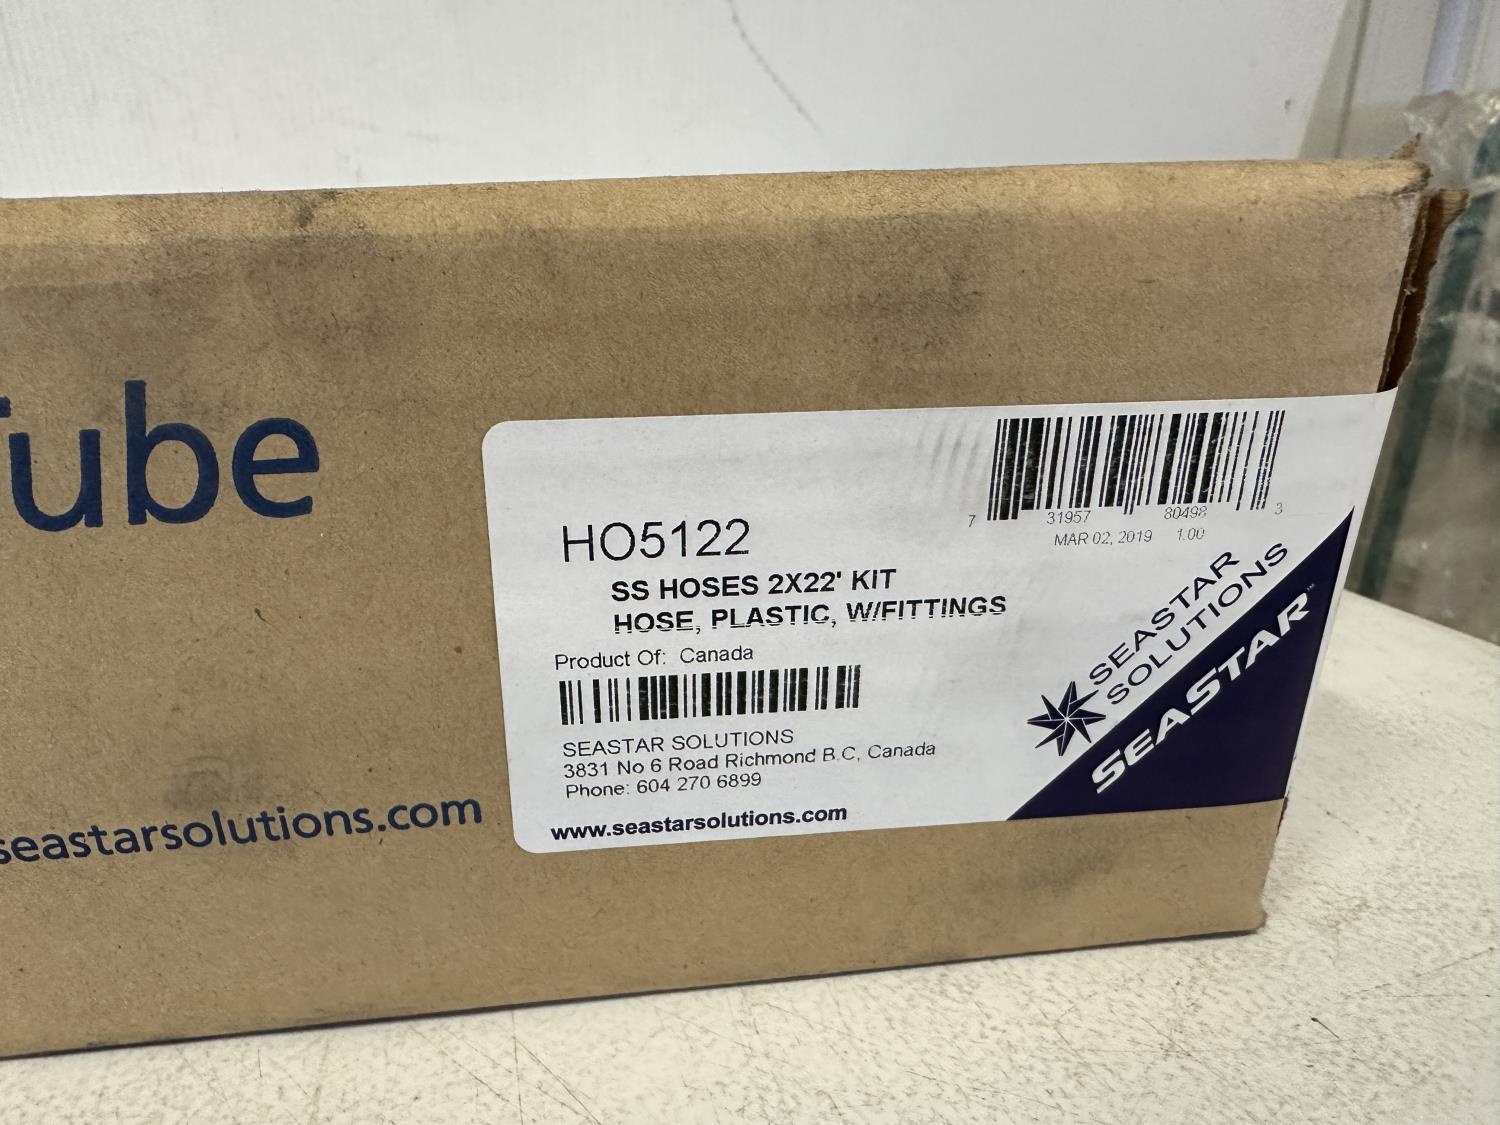 ube
seastarsolutions.com
7 31957 80498 3
MAR 02, 2019 1.00
HO5122
SS HOSES 2X22' KIT
HOSE, PLASTIC, W/FITTINGS
Product Of: Canada
SEASTAR SOLUTIONS
3831 No 6 Road Richmond B.C, Canada
Phone: 604 270 6899
www.seastarsolutions.com
SEASTAR
SOLUTIONS
SEASTAR™